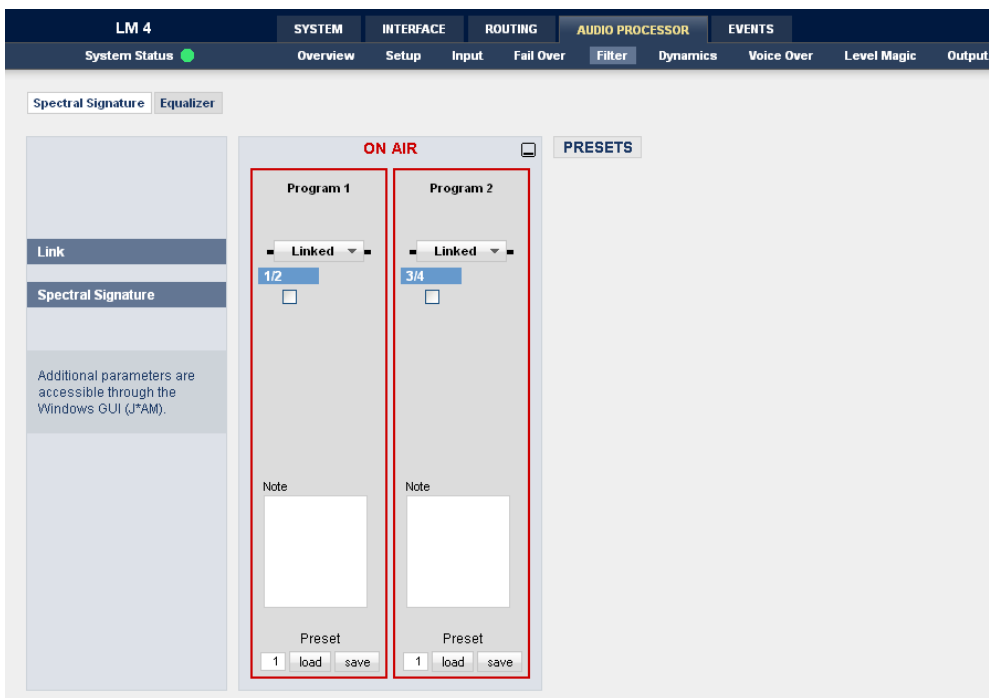 LM 4 SYSTEM INTERFACE ROUTING AUDIO PROCESSOR EVENTS
System Status Overview Setup Input Fail Over Filter Dynamics Voice Over Level Magic Output
Spectral Signature Equalizer
ON AIR PRESETS
Program 1 Program 2
Link Linked Linked
1/2 3/4
Spectral Signature
Additional parameters are
accessible through the
Windows GUI (J*AM).
Note Note
Preset Preset
1 load save 1 load save